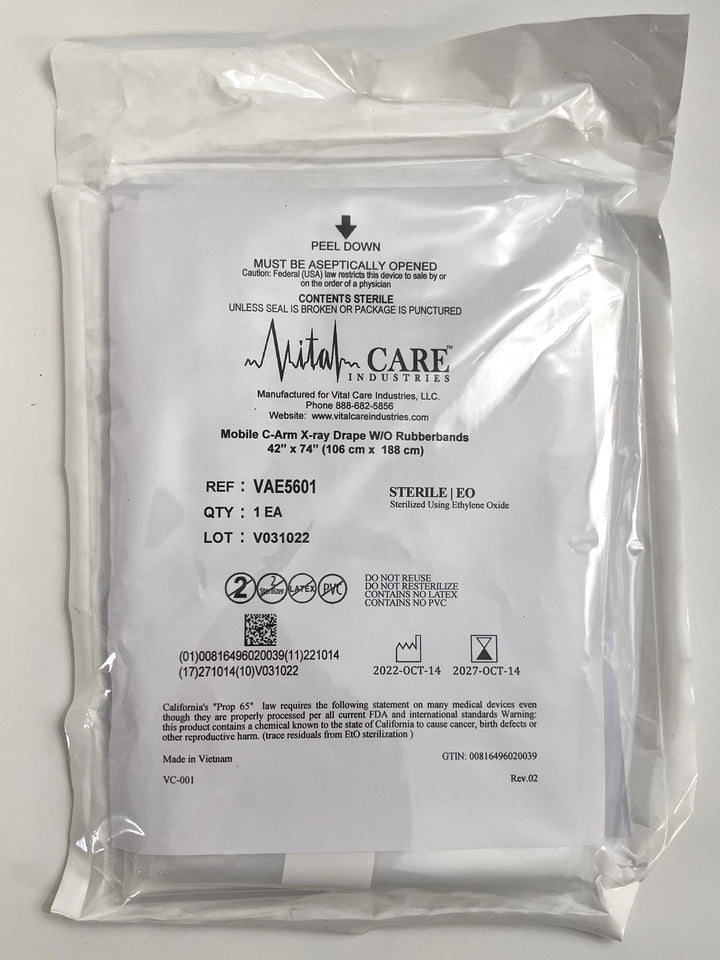 PEEL DOWN
MUST BE ASEPTICALLY OPENED
Caution: Federal (USA) law restricts this device to sale by or
on the order of a physician
CONTENTS STERILE
UNLESS SEAL IS BROKEN OR PACKAGE IS PUNCTURED
Vital CARE™
INDUSTRIES
Manufactured for Vital Care Industries, LLC.
Phone 888-682-5856
Website: www.vitalcareindustries.com
Mobile C-Arm X-ray Drape W/O Rubberbands
42” x 74” (106 cm x 188 cm)
REF : VAE5601
QTY : 1 EA
LOT : V031022
STERILE | EO
Sterilized Using Ethylene Oxide
2 2 Sterilizer LATEX PVC
DO NOT REUSE
DO NOT RESTERILIZE
CONTAINS NO LATEX
CONTAINS NO PVC
(01)00816496020039(11)221014
(17)271014(10)V031022
2022-OCT-14 2027-OCT-14
California's "Prop 65" law requires the following statement on many medical devices even
though they are properly processed per all current FDA and international standards Warning:
this product contains a chemical known to the state of California to cause cancer, birth defects or
other reproductive harm. (trace residuals from EtO sterilization )
Made in Vietnam GTIN: 00816496020039
VC-001 Rev.02